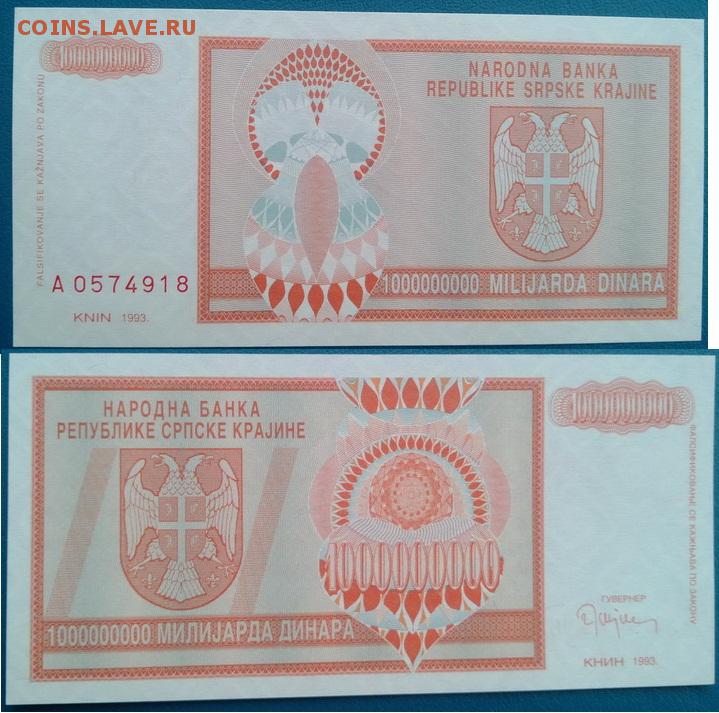 COINS.LAVE.RU
1000000000
NARODNA BANKA
REPUBLIKE SRPSKE KRAJINE
FALSIFIKOVANJE SE KAŽNJAVA PO ZAKONU
A 0574918
1000000000 MILIJARDA DINARA
KNIN 1993.
НАРОДНА БАНКА
РЕПУБЛИКЕ СРПСКЕ КРАЈИНЕ
1000000000
ФАЛСИФИКОВАЊЕ СЕ КАЖЊАВА ПО ЗАКОНУ
1000000000
ГУВЕРНЕР
1000000000 МИЛИЈАРДА ДИНАРА
КНИН 1993.